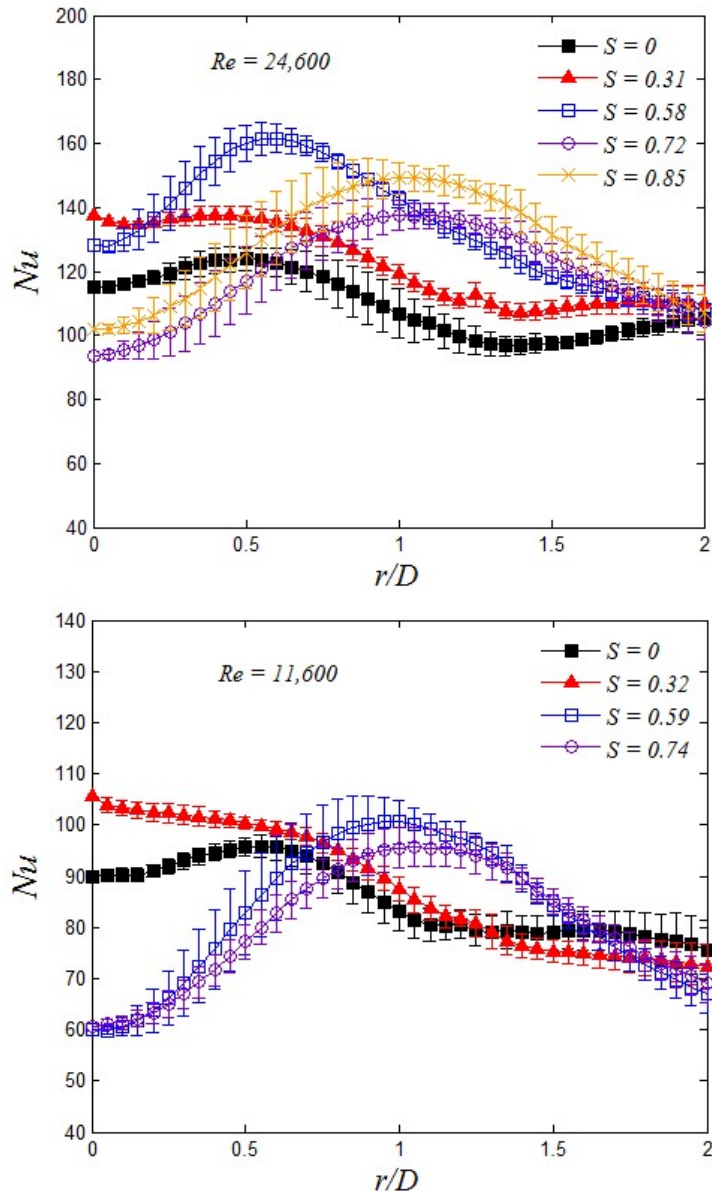 200
180
160
140
120
100
80
60
40
Nu
Re = 24,600
S = 0
S = 0.31
S = 0.58
S = 0.72
S = 0.85
0 0.5 1 1.5 2
r/D
140
130
120
110
100
90
80
70
60
50
40
Nu
Re = 11,600
S = 0
S = 0.32
S = 0.59
S = 0.74
0 0.5 1 1.5 2
r/D